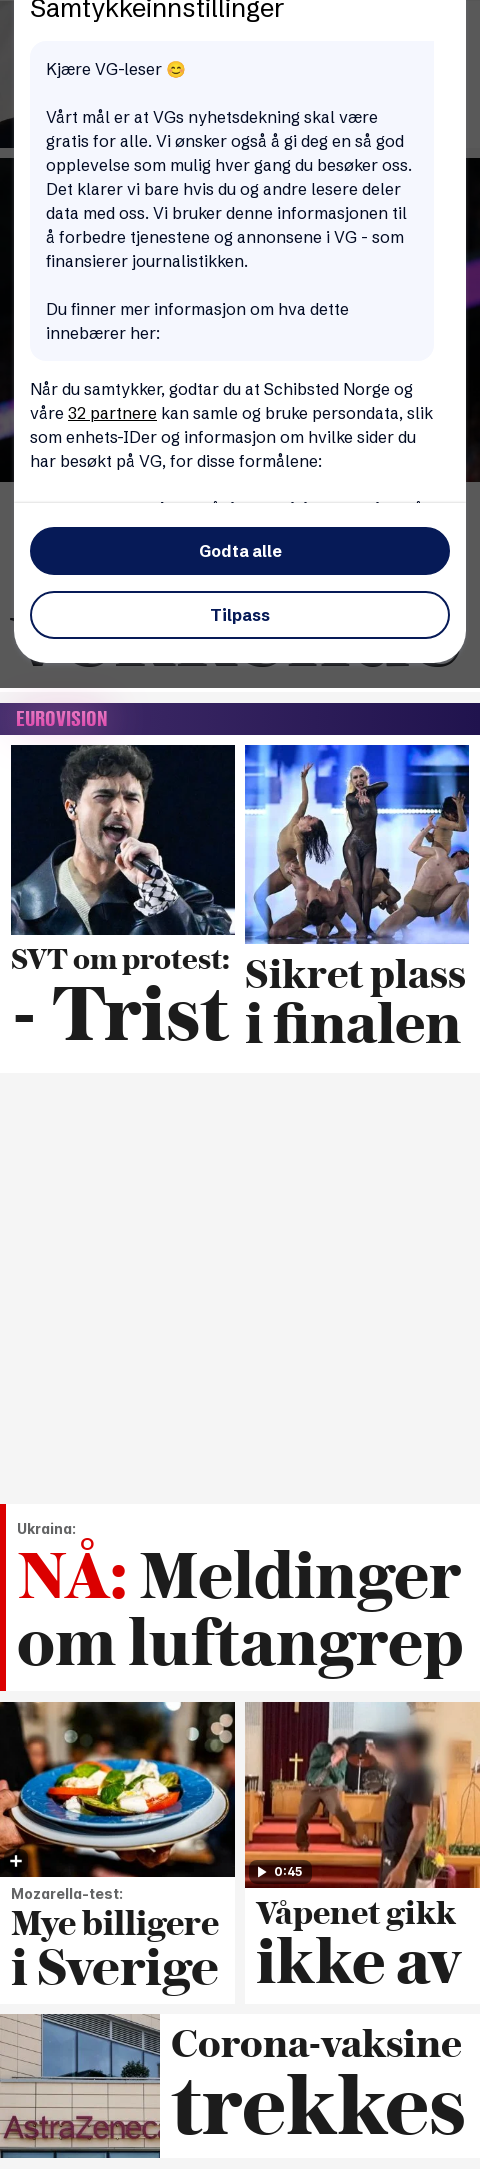 Samtykkeinnstillinger
Kjære VG-leser 😊
Vårt mål er at VGs nyhetsdekning skal være
gratis for alle. Vi ønsker også å gi deg en så god
opplevelse som mulig hver gang du besøker oss.
Det klarer vi bare hvis du og andre lesere deler
data med oss. Vi bruker denne informasjonen til
å forbedre tjenestene og annonsene i VG - som
finansierer journalistikken.
Du finner mer informasjon om hva dette
innebærer her:
Når du samtykker, godtar du at Schibsted Norge og
våre 32 partnere kan samle og bruke persondata, slik
som enhets-IDer og informasjon om hvilke sider du
har besøkt på VG, for disse formålene:
Godta alle
Tilpass
EUROVISION
SVT om protest:
- Trist
Sikret plass
i finalen
Ukraina:
NÅ: Meldinger
om luftangrep
0:45
Mozarella-test:
Mye billigere
i Sverige
Våpenet gikk
ikke av
AstraZeneca
Corona-vaksine
trekkes